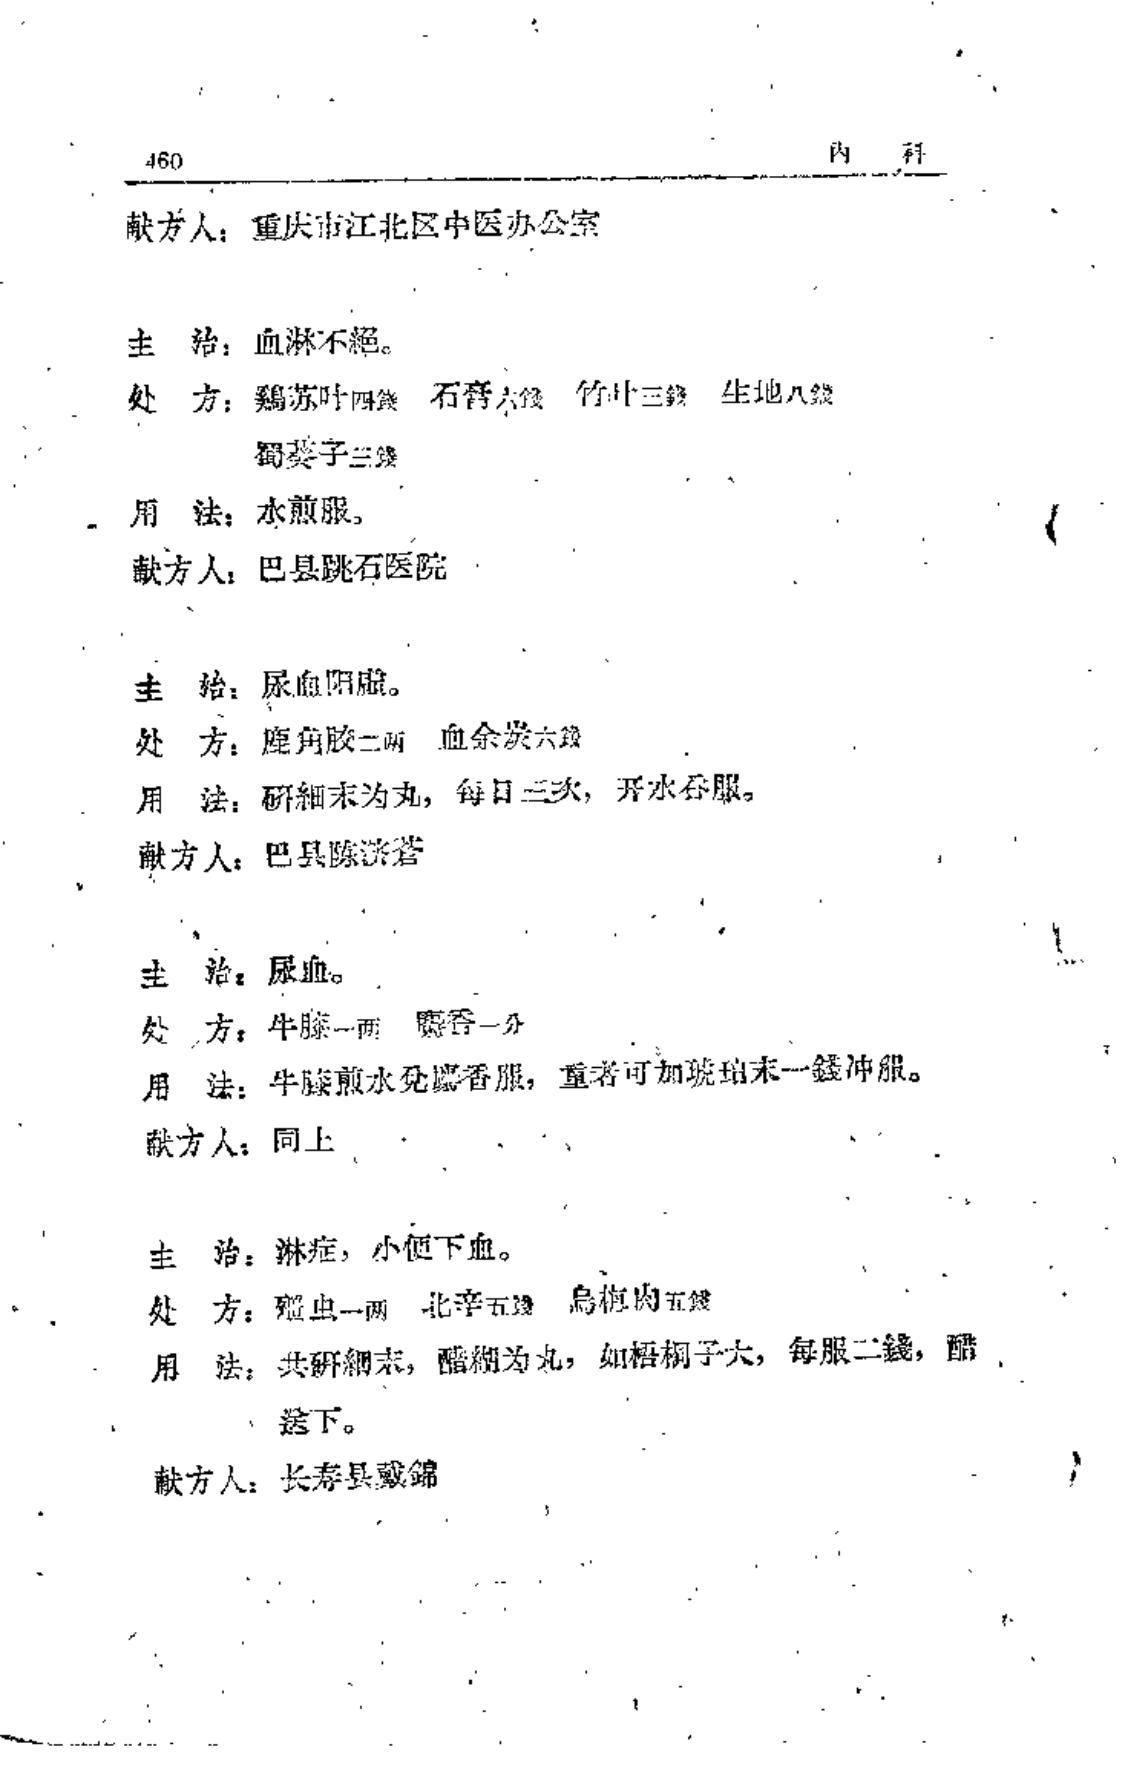 460 内 科
献方人：重庆市江北区中医办公室
主 治：血淋不絕。
处 方：鷄苏叶四錢 石膏六錢 竹叶三錢 生地八錢
蜀葵子三錢
用 法：水煎服。
献方人：巴县跳石医院
主 治：尿血阴虛。
处 方：鹿角胶二两 血余炭六錢
用 法：研細末为丸，每日三次，开水吞服。
献方人：巴县陈济蒼
主 治：尿血。
处 方：牛膝一两 麝香一分
用 法：牛膝煎水兌麝香服，重者可加琥珀末一錢冲服。
献方人：同上
主 治：淋症，小便下血。
处 方：殭虫一两 北辛五錢 烏梅肉五錢
用 法：共研細末，醋糊为丸，如梧桐子大，每服二錢，醋
送下。
献方人：长寿县戴錦